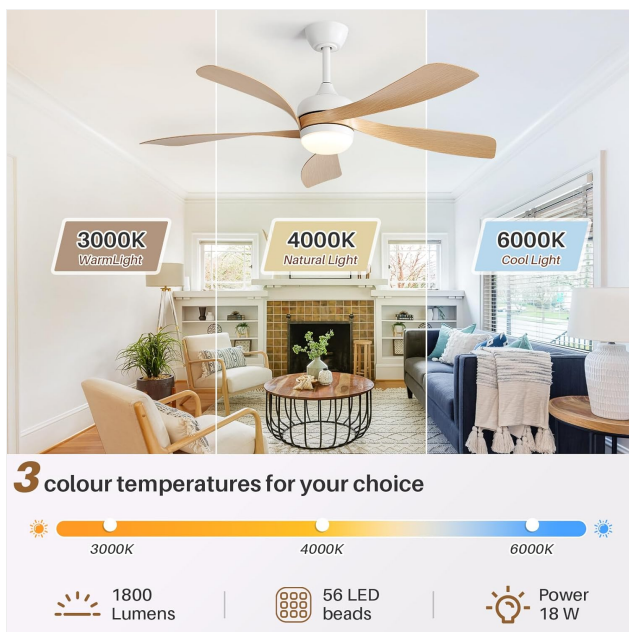 3000K
WarmLight
4000K
Natural Light
6000K
Cool Light
3 colour temperatures for your choice
3000K
4000K
6000K
1800
Lumens
56 LED
beads
Power
18 W